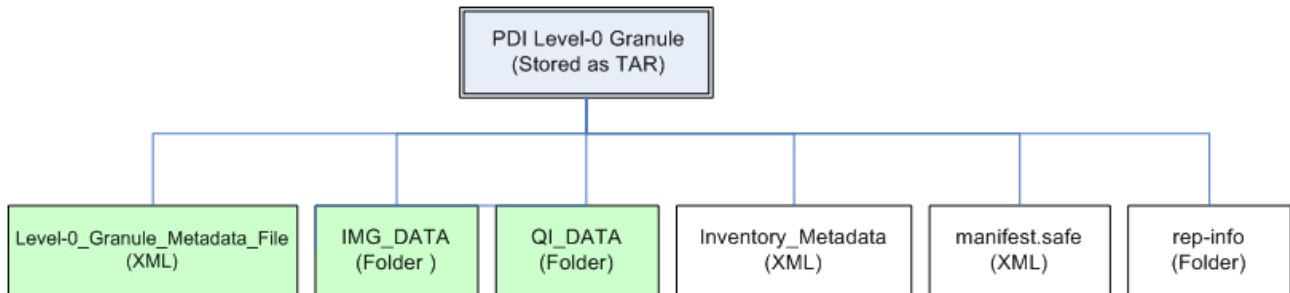 PDI Level-0 Granule
(Stored as TAR)
Level-0_Granule_Metadata_File
(XML)
IMG_DATA
(Folder )
QI_DATA
(Folder)
Inventory_Metadata
(XML)
manifest.safe
(XML)
rep-info
(Folder)